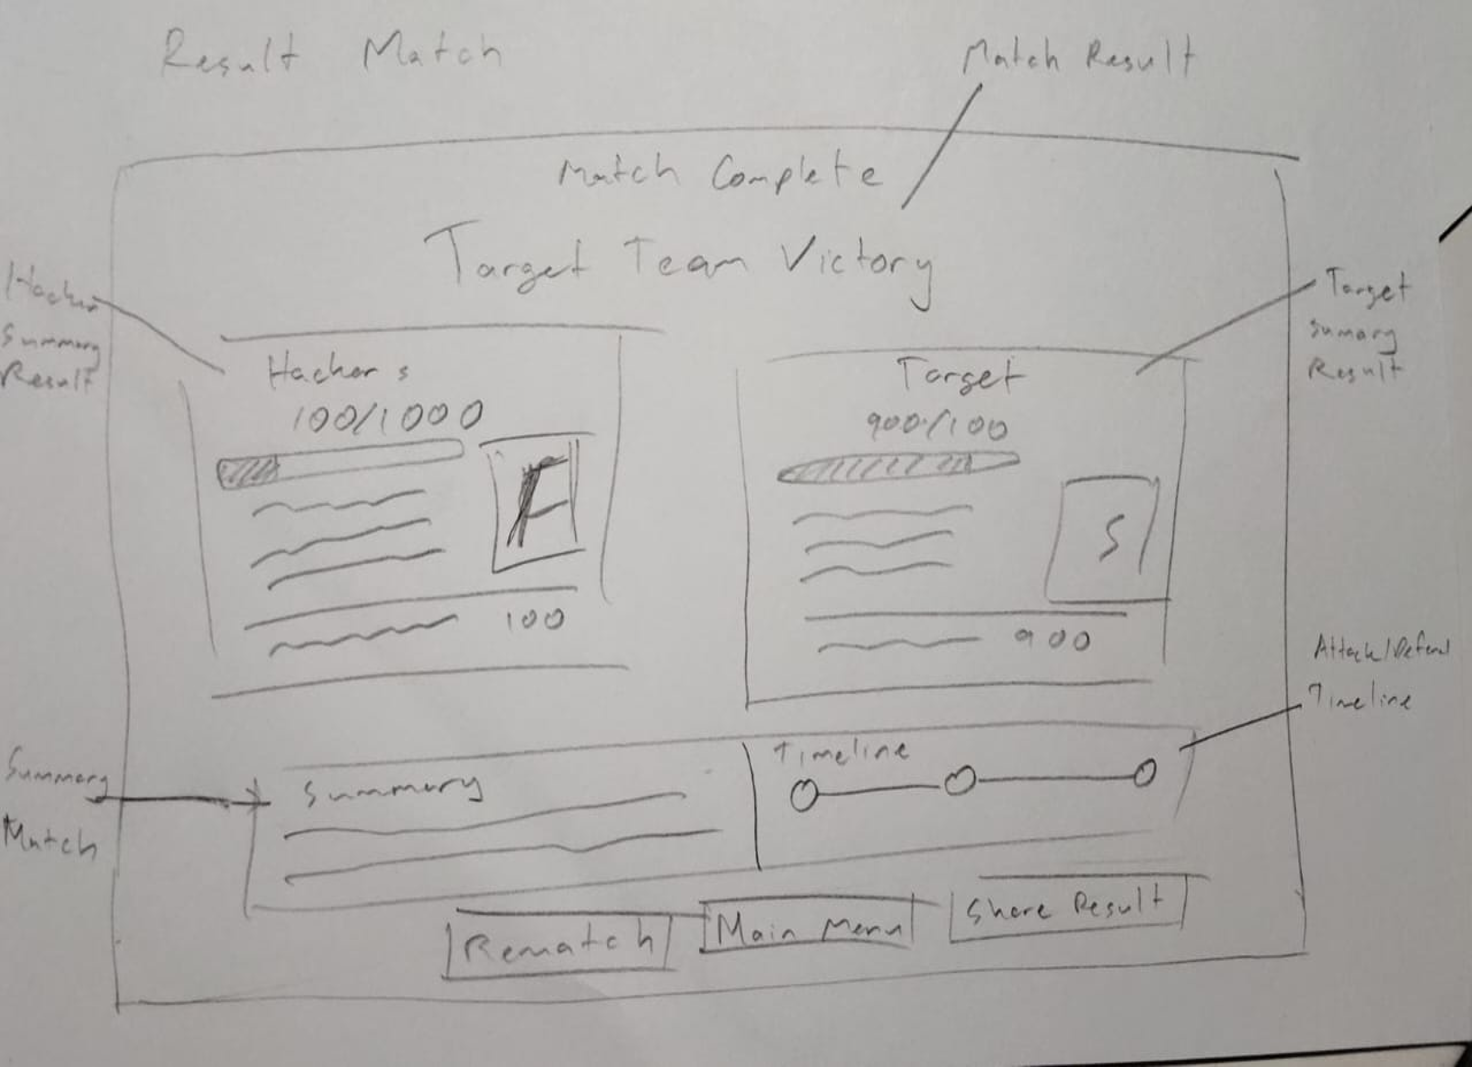 Result Match
Match Result
Match Complete
Target Team Victory
Hacker
Summary
Result
Target
Sumary
Result
Hackers
100/1000
F
100
Target
900/100
S
900
Attack/Defend
Timeline
Summary
Match
Summary
Timeline
Rematch
Main Menu
Share Result